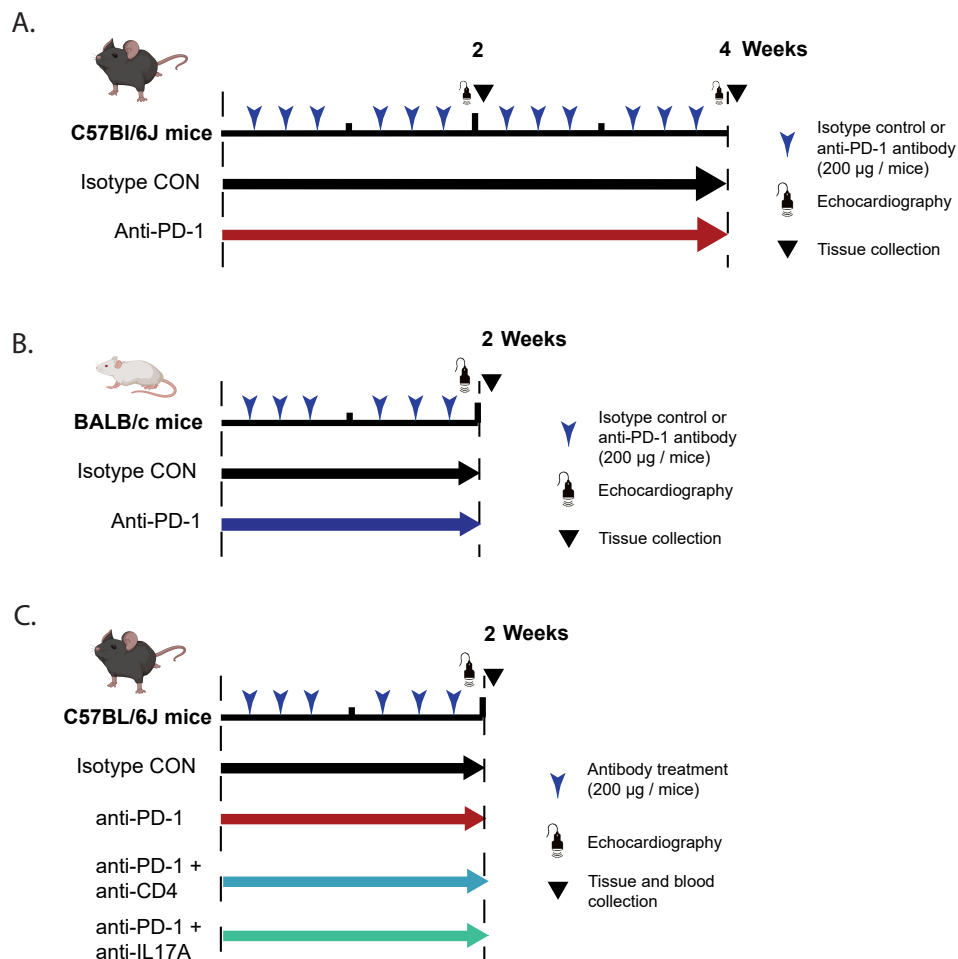 A.
2
4 Weeks
C57Bl/6J mice
Isotype CON
Anti-PD-1
Isotype control or
anti-PD-1 antibody
(200 µg / mice)
Echocardiography
Tissue collection
B.
2 Weeks
BALB/c mice
Isotype CON
Anti-PD-1
Isotype control or
anti-PD-1 antibody
(200 µg / mice)
Echocardiography
Tissue collection
C.
2 Weeks
C57BL/6J mice
Isotype CON
anti-PD-1
anti-PD-1 +
anti-CD4
anti-PD-1 +
anti-IL17A
Antibody treatment
(200 µg / mice)
Echocardiography
Tissue and blood
collection